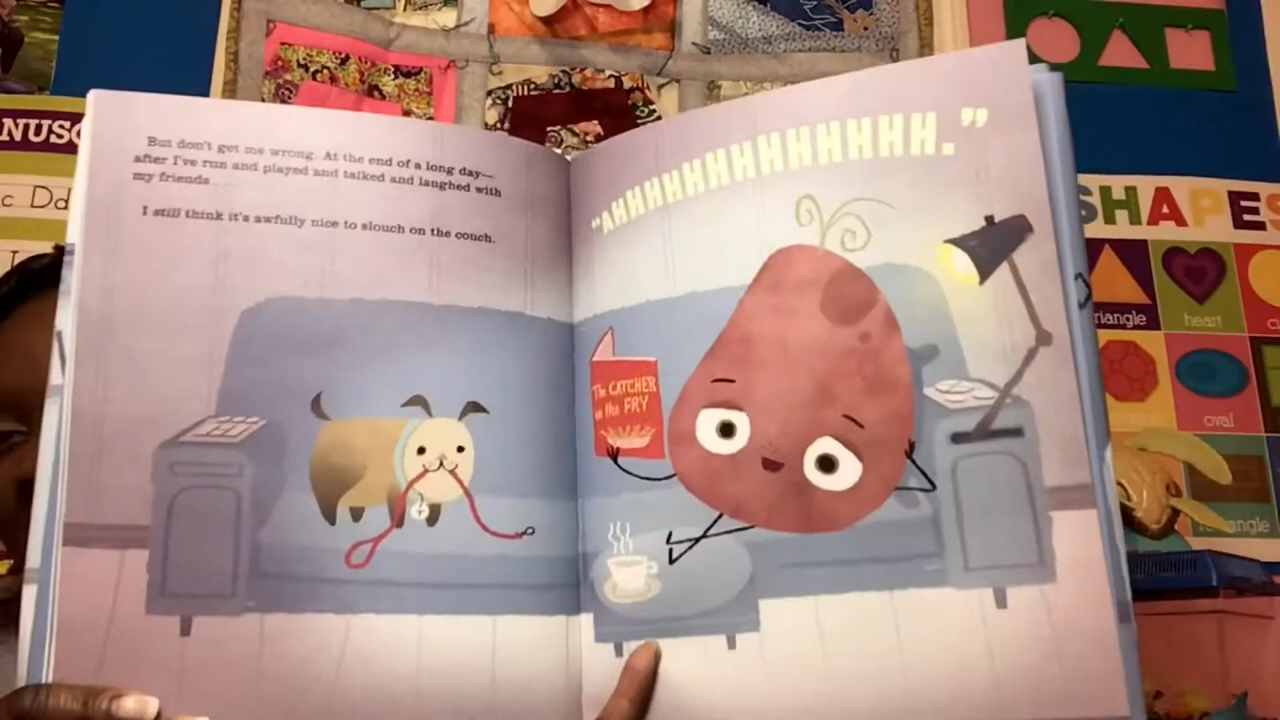 NUSC
c Dd
But don't get me wrong. At the end of a long day—
after I've run and played and talked and laughed with
my friends
I still think it's awfully nice to slouch on the couch.
"AHHHHHHHHHHHHH."
The CATCHER
in the FRY
SHAPES
riangle
heart
c
oval
angle